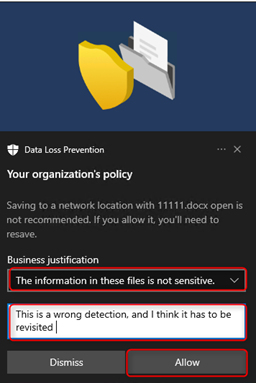 Data Loss Prevention
Your organization's policy
Saving to a network location with 11111.docx open is
not recommended. If you allow it, you'll need to
resave.
Business justification
The information in these files is not sensitive.
This is a wrong detection, and I think it has to be
revisited
Dismiss
Allow